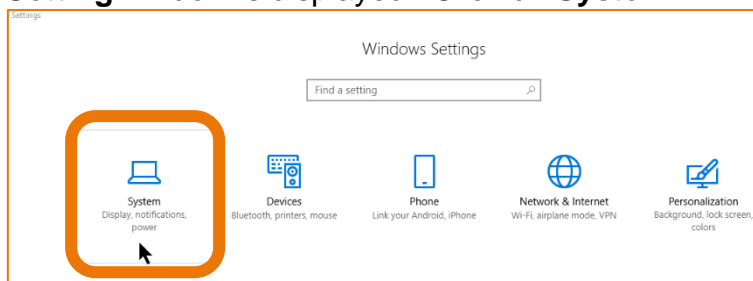 Settings
Windows Settings
Find a setting
System
Display, notifications,
power
Devices
Bluetooth, printers, mouse
Phone
Link your Android, iPhone
Network & Internet
Wi-Fi, airplane mode, VPN
Personalization
Background, lock screen,
colors